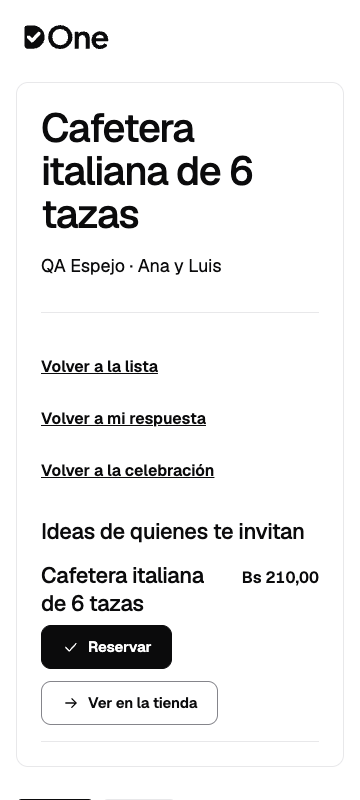 DOne
Cafetera
italiana de 6
tazas
QA Espejo · Ana y Luis
Volver a la lista
Volver a mi respuesta
Volver a la celebración
Ideas de quienes te invitan
Cafetera italiana Bs 210,00
de 6 tazas
Reservar
Ver en la tienda